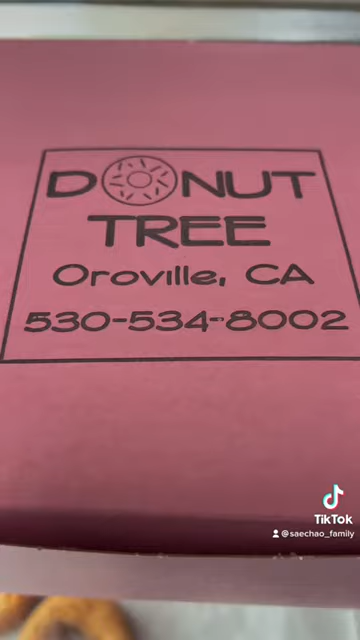 DONUT
TREE
Oroville, CA
530-534-8002
TikTok
@saechao_family